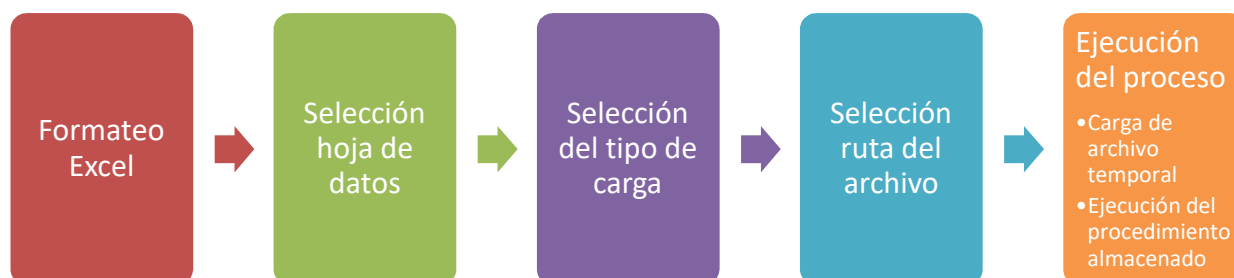 Formateo
Excel
Selección
hoja de
datos
Selección
del tipo de
carga
Selección
ruta del
archivo
Ejecución
del proceso
•Carga de
archivo
temporal
•Ejecución del
procedimiento
almacenado